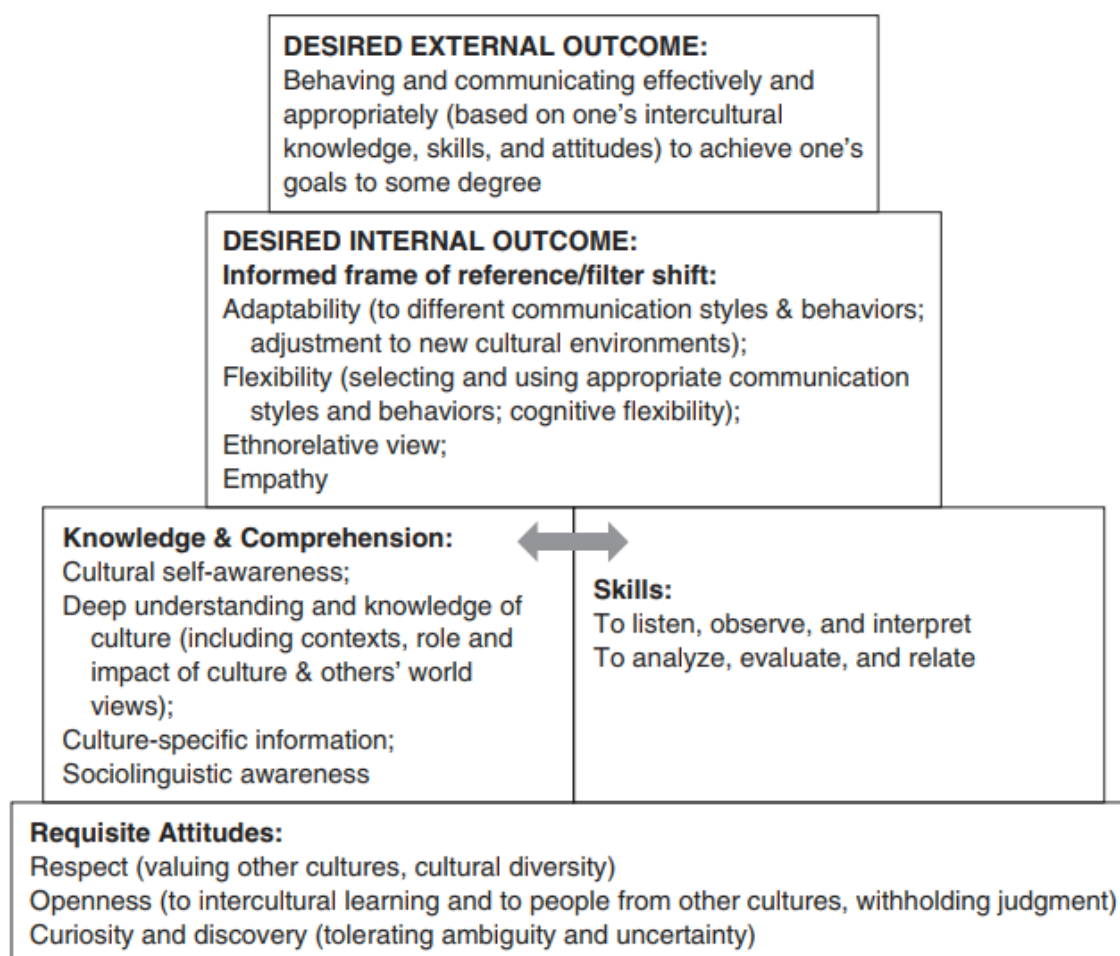 DESIRED EXTERNAL OUTCOME:
Behaving and communicating effectively and
appropriately (based on one's intercultural
knowledge, skills, and attitudes) to achieve one's
goals to some degree
DESIRED INTERNAL OUTCOME:
Informed frame of reference/filter shift:
Adaptability (to different communication styles & behaviors;
adjustment to new cultural environments);
Flexibility (selecting and using appropriate communication
styles and behaviors; cognitive flexibility);
Ethnorelative view;
Empathy
Knowledge & Comprehension:
Cultural self-awareness;
Deep understanding and knowledge of
culture (including contexts, role and
impact of culture & others' world
views);
Culture-specific information;
Sociolinguistic awareness
Skills:
To listen, observe, and interpret
To analyze, evaluate, and relate
Requisite Attitudes:
Respect (valuing other cultures, cultural diversity)
Openness (to intercultural learning and to people from other cultures, withholding judgment)
Curiosity and discovery (tolerating ambiguity and uncertainty)